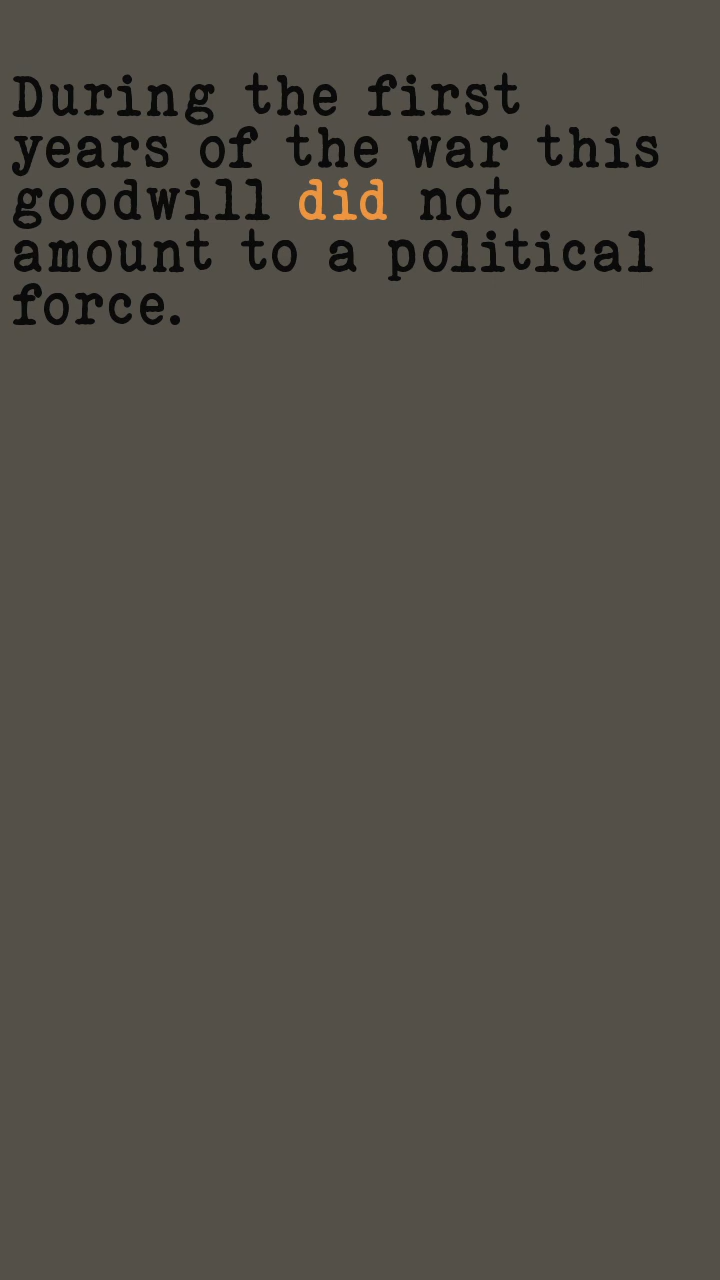 During the first
years of the war this
goodwill did not
amount to a political
force.